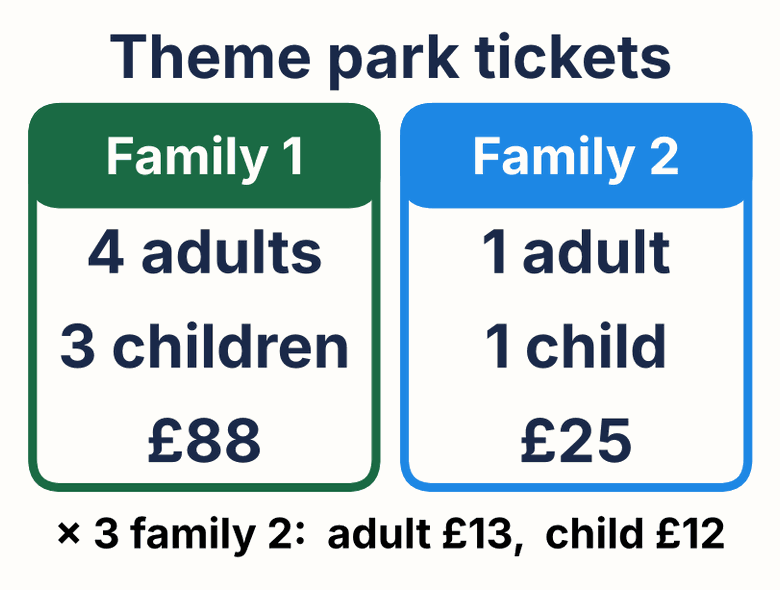 Theme park tickets
Family 1
4 adults
3 children
£88
Family 2
1 adult
1 child
£25
× 3 family 2: adult £13, child £12